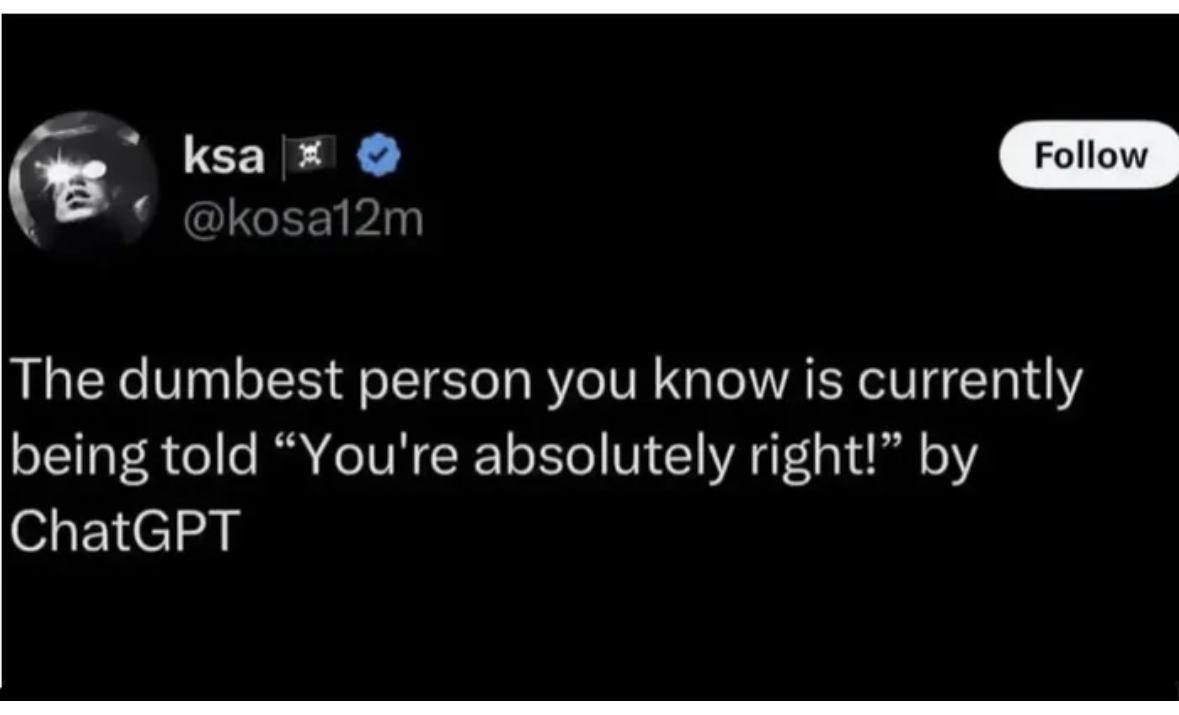 ksa 🏴‍☠️
@kosa12m
Follow
The dumbest person you know is currently
being told “You're absolutely right!” by
ChatGPT